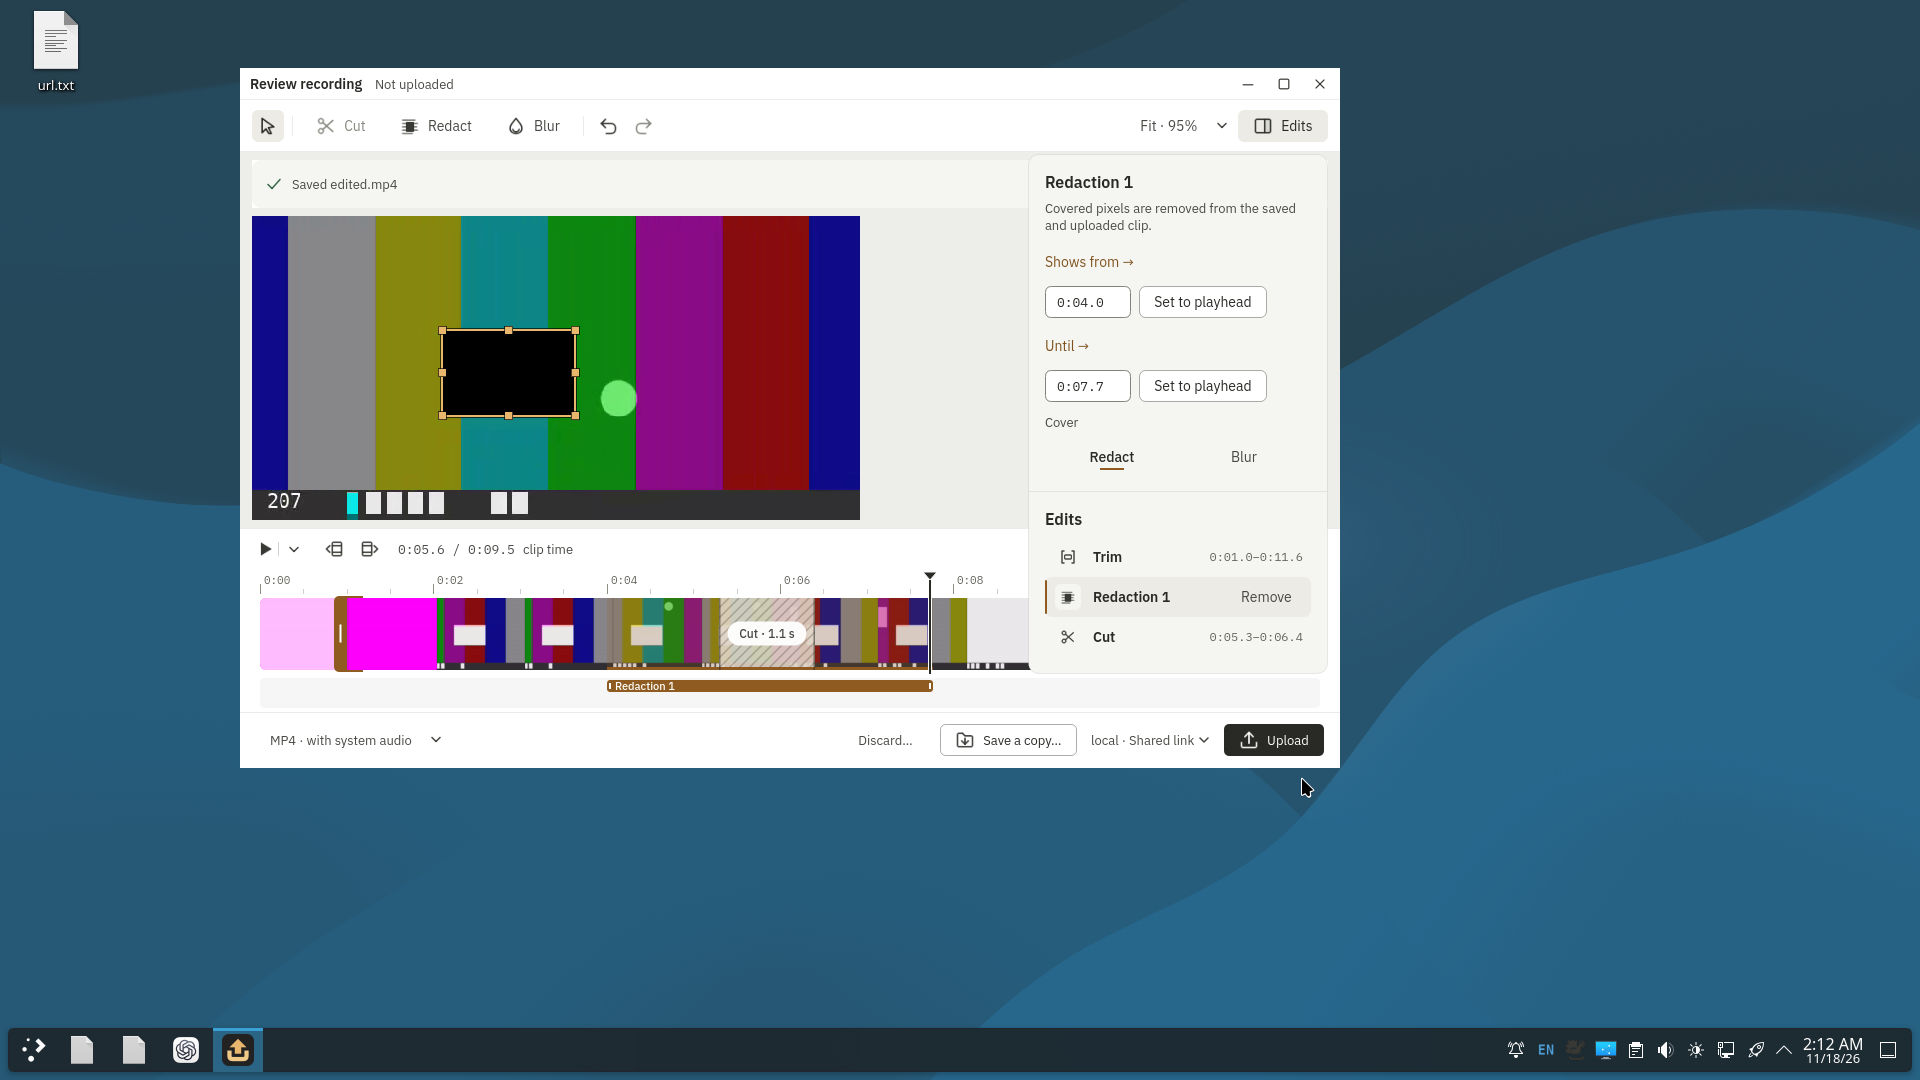 url.txt
Review recording Not uploaded
Cut Redact Blur Fit · 95% Edits
Saved edited.mp4
Redaction 1
Covered pixels are removed from the saved
and uploaded clip.
Shows from →
0:04.0 Set to playhead
Until →
0:07.7 Set to playhead
Cover
Redact Blur
207
Edits
Trim 0:01.0–0:11.6
Redaction 1 Remove
Cut 0:05.3–0:06.4
0:05.6 / 0:09.5 clip time
0:00 0:02 0:04 0:06 0:08
Cut · 1.1 s
Redaction 1
MP4 · with system audio Discard... Save a copy... local · Shared link Upload
EN 2:12 AM
11/18/26